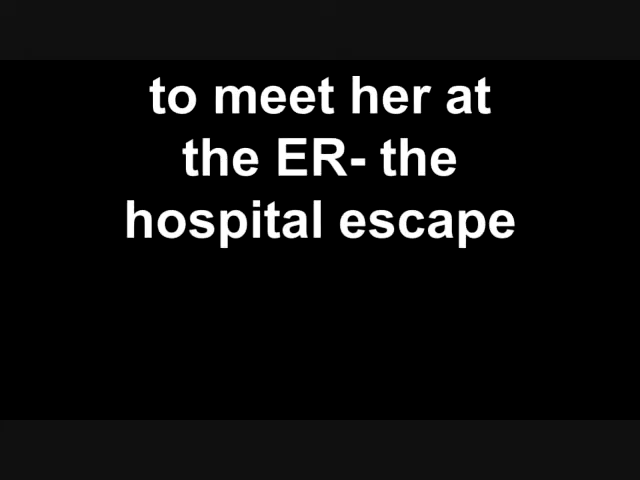 to meet her at
the ER- the
hospital escape